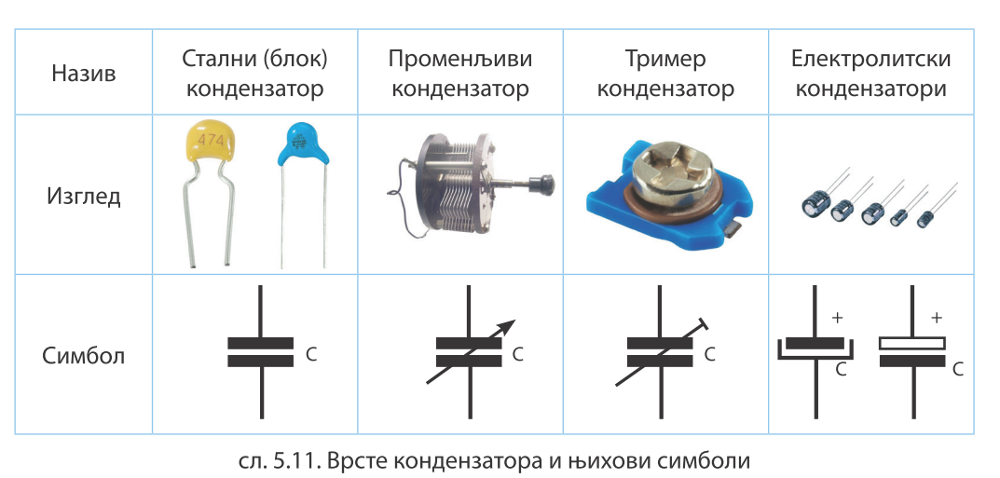 Назив
Стални (блок)
кондензатор
Променљиви
кондензатор
Тример
кондензатор
Електролитски
кондензатори
Изглед
474
Симбол
C
C
C
+
C
+
C
сл. 5.11. Врсте кондензатора и њихови симболи